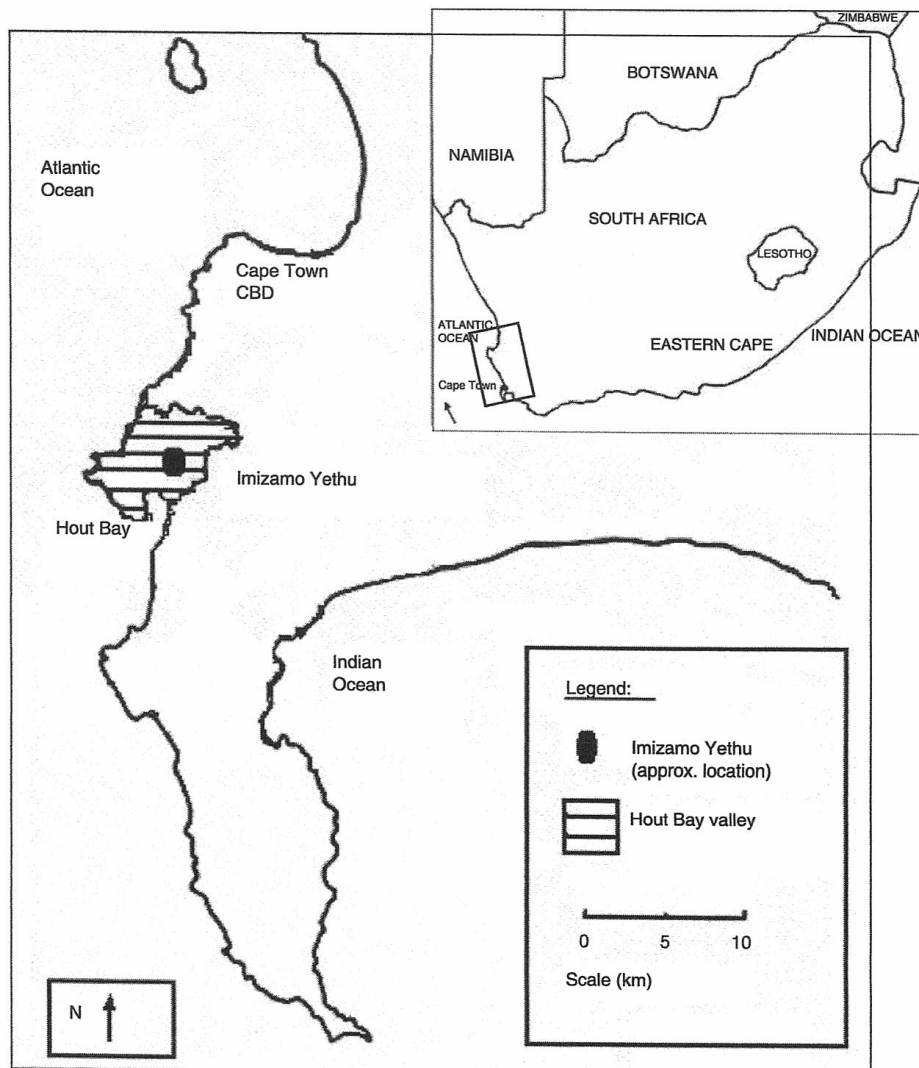 ZIMBABWE
BOTSWANA
NAMIBIA
SOUTH AFRICA
LESOTHO
ATLANTIC
OCEAN
EASTERN CAPE
INDIAN OCEAN
Cape Town
Atlantic
Ocean
Cape Town
CBD
Imizamo Yethu
Hout Bay
Indian
Ocean
Legend:
Imizamo Yethu
(approx. location)
Hout Bay valley
0 5 10
Scale (km)
N